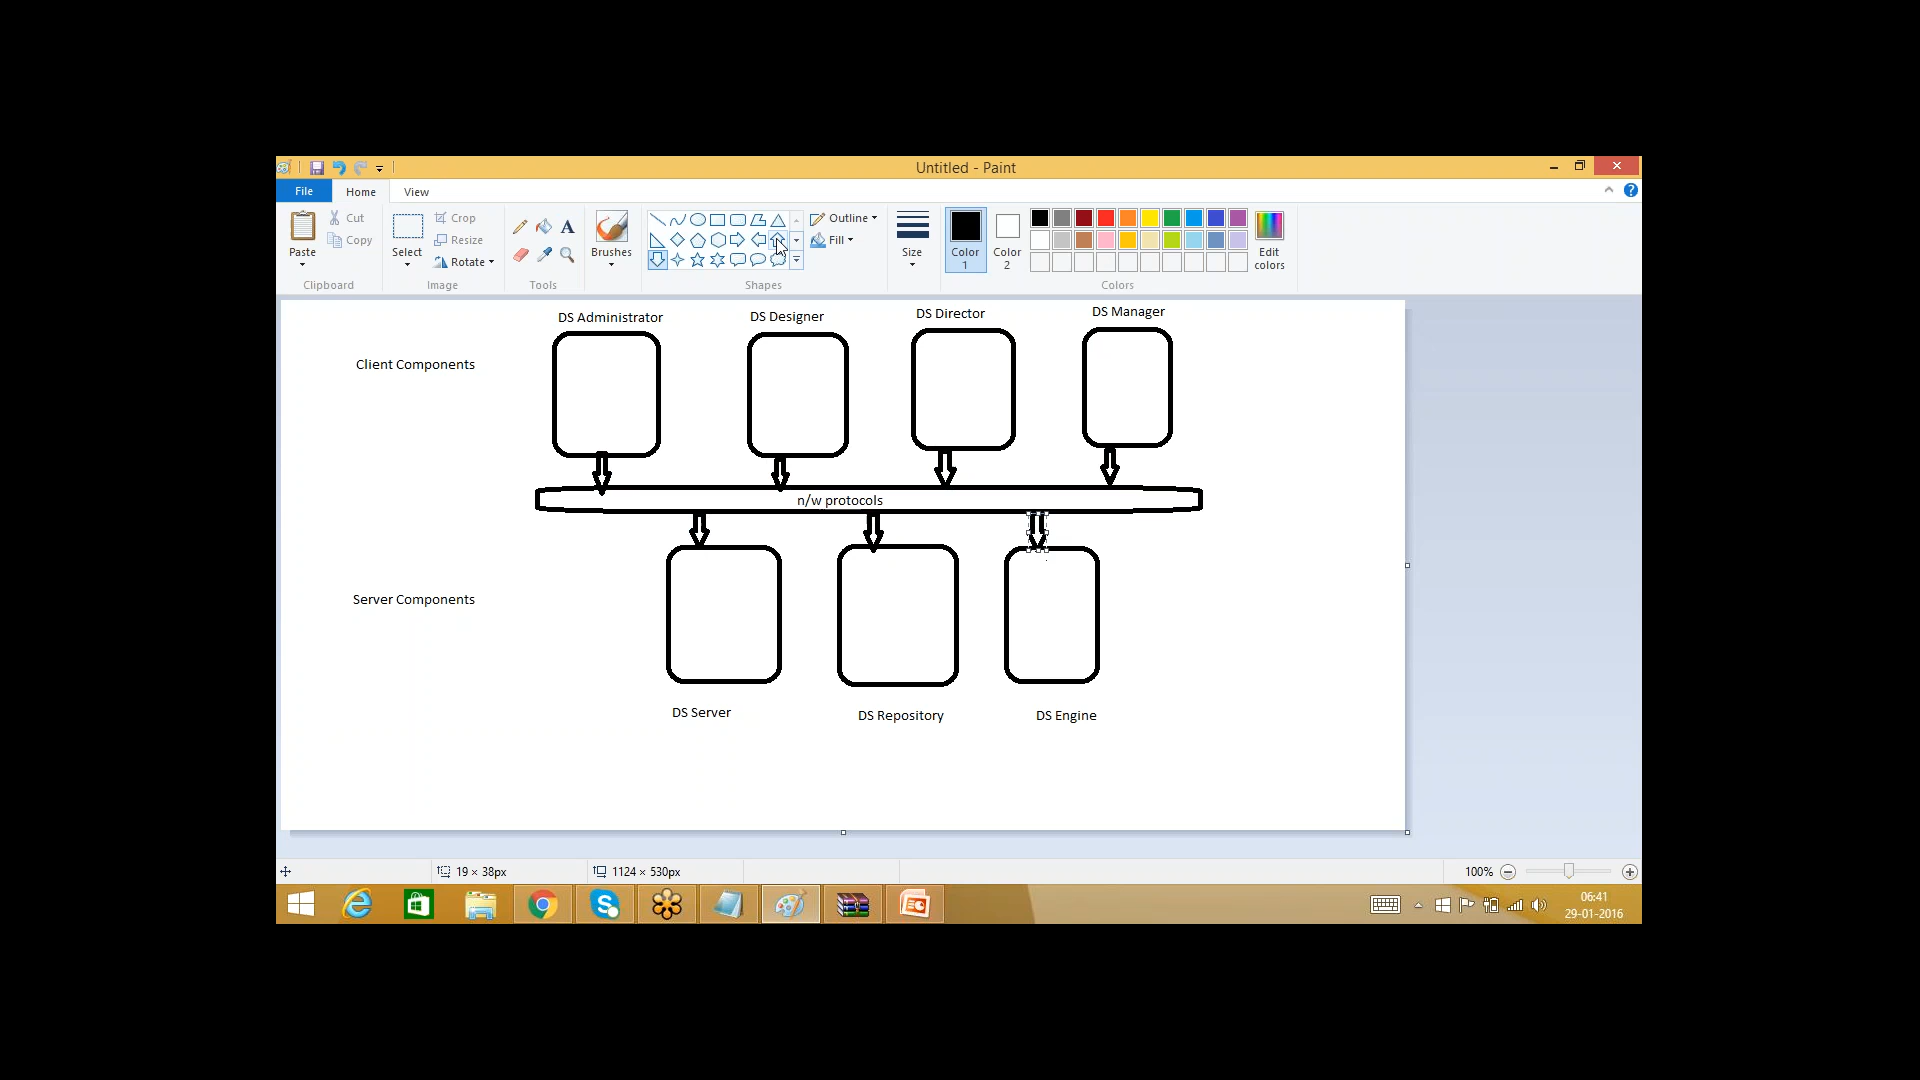 Untitled - Paint
File Home View
Paste
Cut
Copy
Clipboard
Select
Crop
Resize
Rotate
Image
A
Tools
Brushes
Outline
Fill
Shapes
Size
Color 1
Color 2
Edit colors
Colors
DS Administrator
DS Designer
DS Director
DS Manager
Client Components
n/w protocols
Server Components
DS Server
DS Repository
DS Engine
19 × 38px
1124 × 530px
100%
06:41
29-01-2016